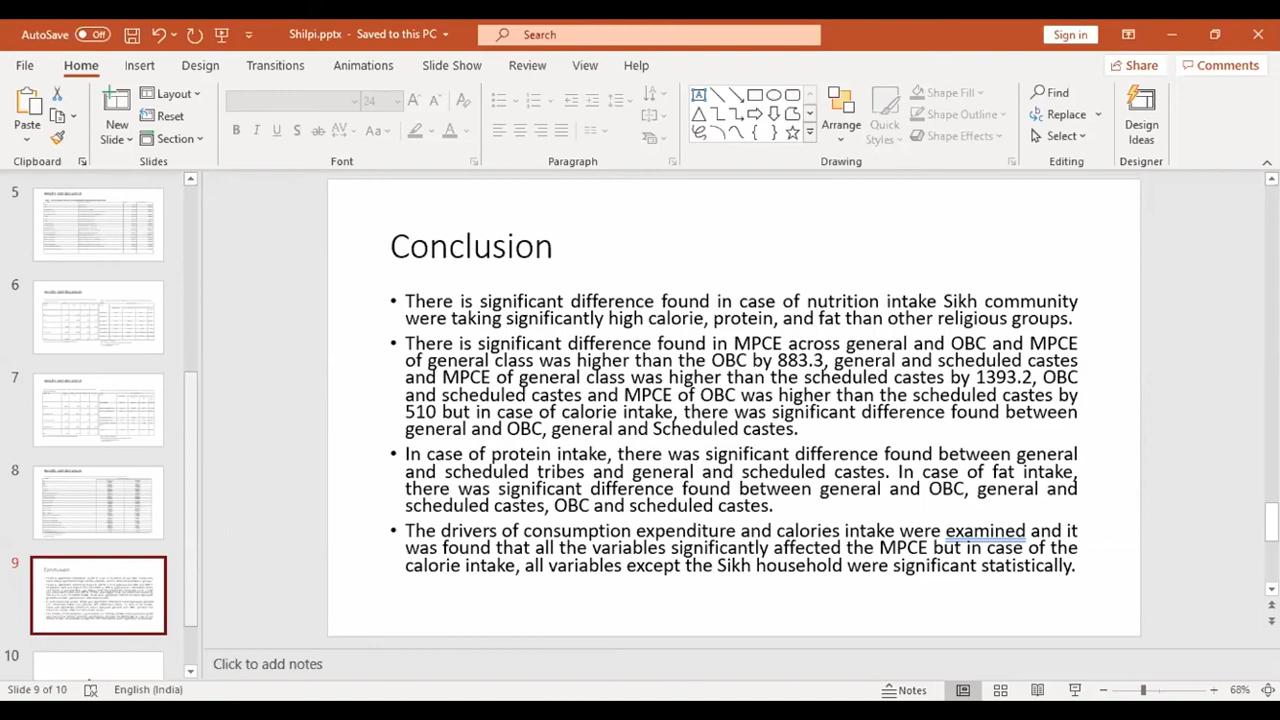 AutoSave Off Shilpi.pptx - Saved to this PC Search Sign in
File Home Insert Design Transitions Animations Slide Show Review View Help Share Comments
Paste New Slide Layout Reset Section 24 Arrange Quick Styles Shape Fill Shape Outline Shape Effects Find Replace Select Design Ideas
Clipboard Slides Font Paragraph Drawing Editing Designer
5
6
7
8
9
10
Conclusion
• There is significant difference found in case of nutrition intake Sikh community
were taking significantly high calorie, protein, and fat than other religious groups.
• There is significant difference found in MPCE across general and OBC and MPCE
of general class was higher than the OBC by 883.3, general and scheduled castes
and MPCE of general class was higher than the scheduled castes by 1393.2, OBC
and scheduled castes and MPCE of OBC was higher than the scheduled castes by
510 but in case of calorie intake, there was significant difference found between
general and OBC, general and Scheduled castes.
• In case of protein intake, there was significant difference found between general
and scheduled tribes and general and cheduled castes. In case of fat intake,
there was significant difference found between general and OBC, general and
scheduled castes, OBC and scheduled castes.
• The drivers of consumption expenditure and calories intake were examined and it
was found that all the variables significantly affected the MPCE but in case of the
calorie intake, all variables except the Sikh household were significant statistically.
Click to add notes
Slide 9 of 10 English (India) Notes 68%